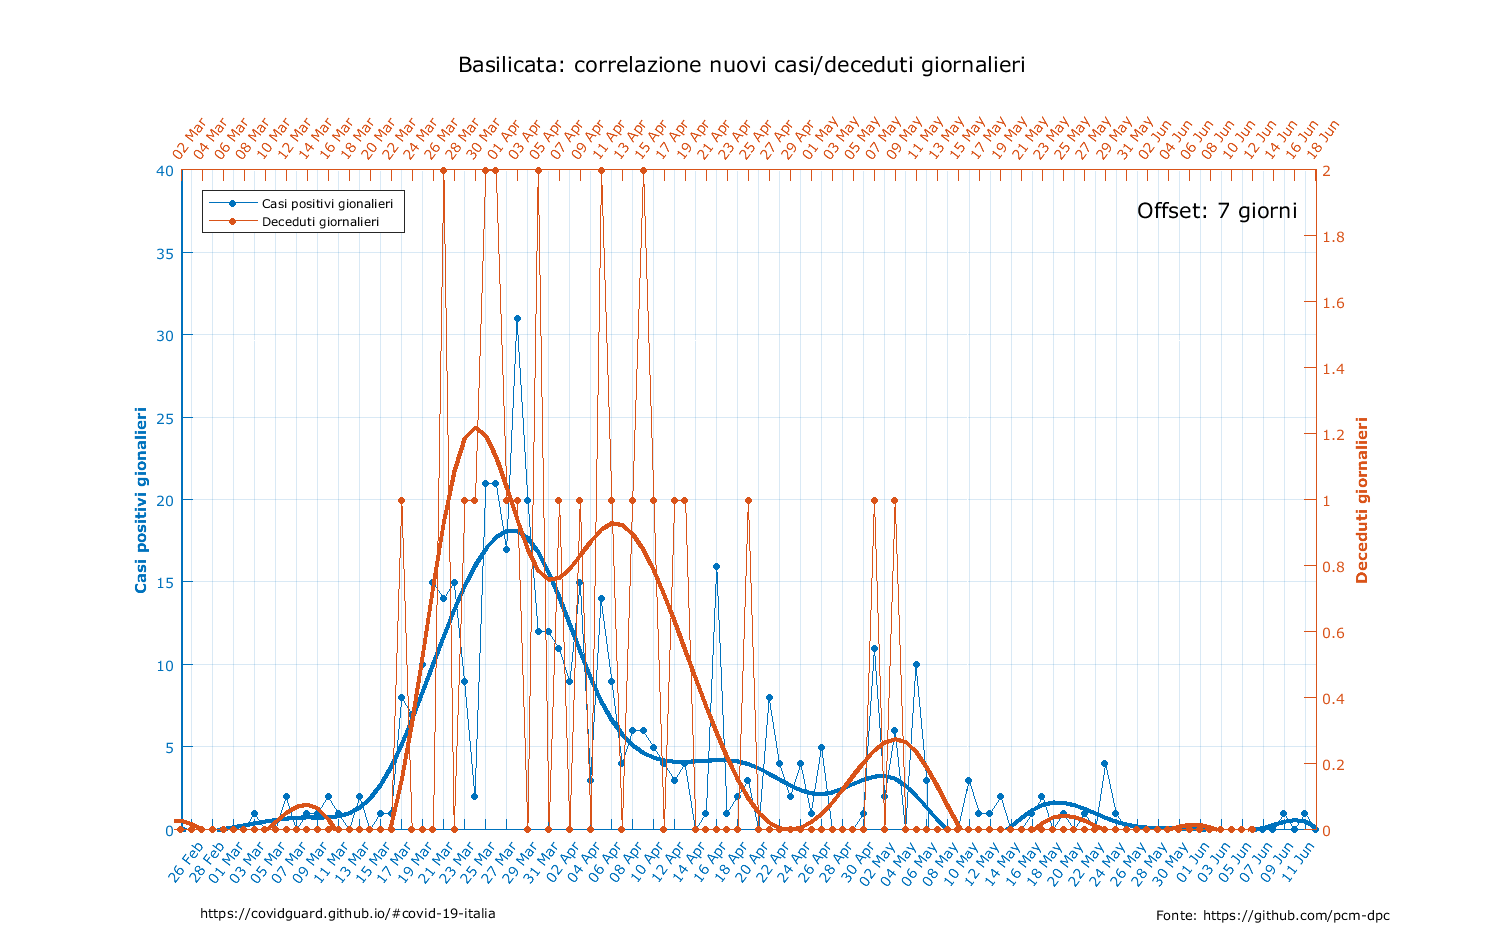 Basilicata: correlazione nuovi casi/deceduti giornalieri
02 Mar 04 Mar 06 Mar 08 Mar 10 Mar 12 Mar 14 Mar 16 Mar 18 Mar 20 Mar 22 Mar 24 Mar 26 Mar 28 Mar 30 Mar 01 Apr 03 Apr 05 Apr 07 Apr 09 Apr 11 Apr 13 Apr 15 Apr 17 Apr 19 Apr 21 Apr 23 Apr 25 Apr 27 Apr 29 Apr 01 May 03 May 05 May 07 May 09 May 11 May 13 May 15 May 17 May 19 May 21 May 23 May 25 May 27 May 29 May 31 May 02 Jun 04 Jun 06 Jun 08 Jun 10 Jun 12 Jun 14 Jun 16 Jun 18 Jun
40
35
30
25
20
15
10
5
0
Casi positivi gionalieri
Casi positivi gionalieri
Deceduti giornalieri
Offset: 7 giorni
2
1.8
1.6
1.4
1.2
1
0.8
0.6
0.4
0.2
0
Deceduti giornalieri
26 Feb 28 Feb 01 Mar 03 Mar 05 Mar 07 Mar 09 Mar 11 Mar 13 Mar 15 Mar 17 Mar 19 Mar 21 Mar 23 Mar 25 Mar 27 Mar 29 Mar 31 Mar 02 Apr 04 Apr 06 Apr 08 Apr 10 Apr 12 Apr 14 Apr 16 Apr 18 Apr 20 Apr 22 Apr 24 Apr 26 Apr 28 Apr 30 Apr 02 May 04 May 06 May 08 May 10 May 12 May 14 May 16 May 18 May 20 May 22 May 24 May 26 May 28 May 30 May 01 Jun 03 Jun 05 Jun 07 Jun 09 Jun 11 Jun
https://covidguard.github.io/#covid-19-italia
Fonte: https://github.com/pcm-dpc